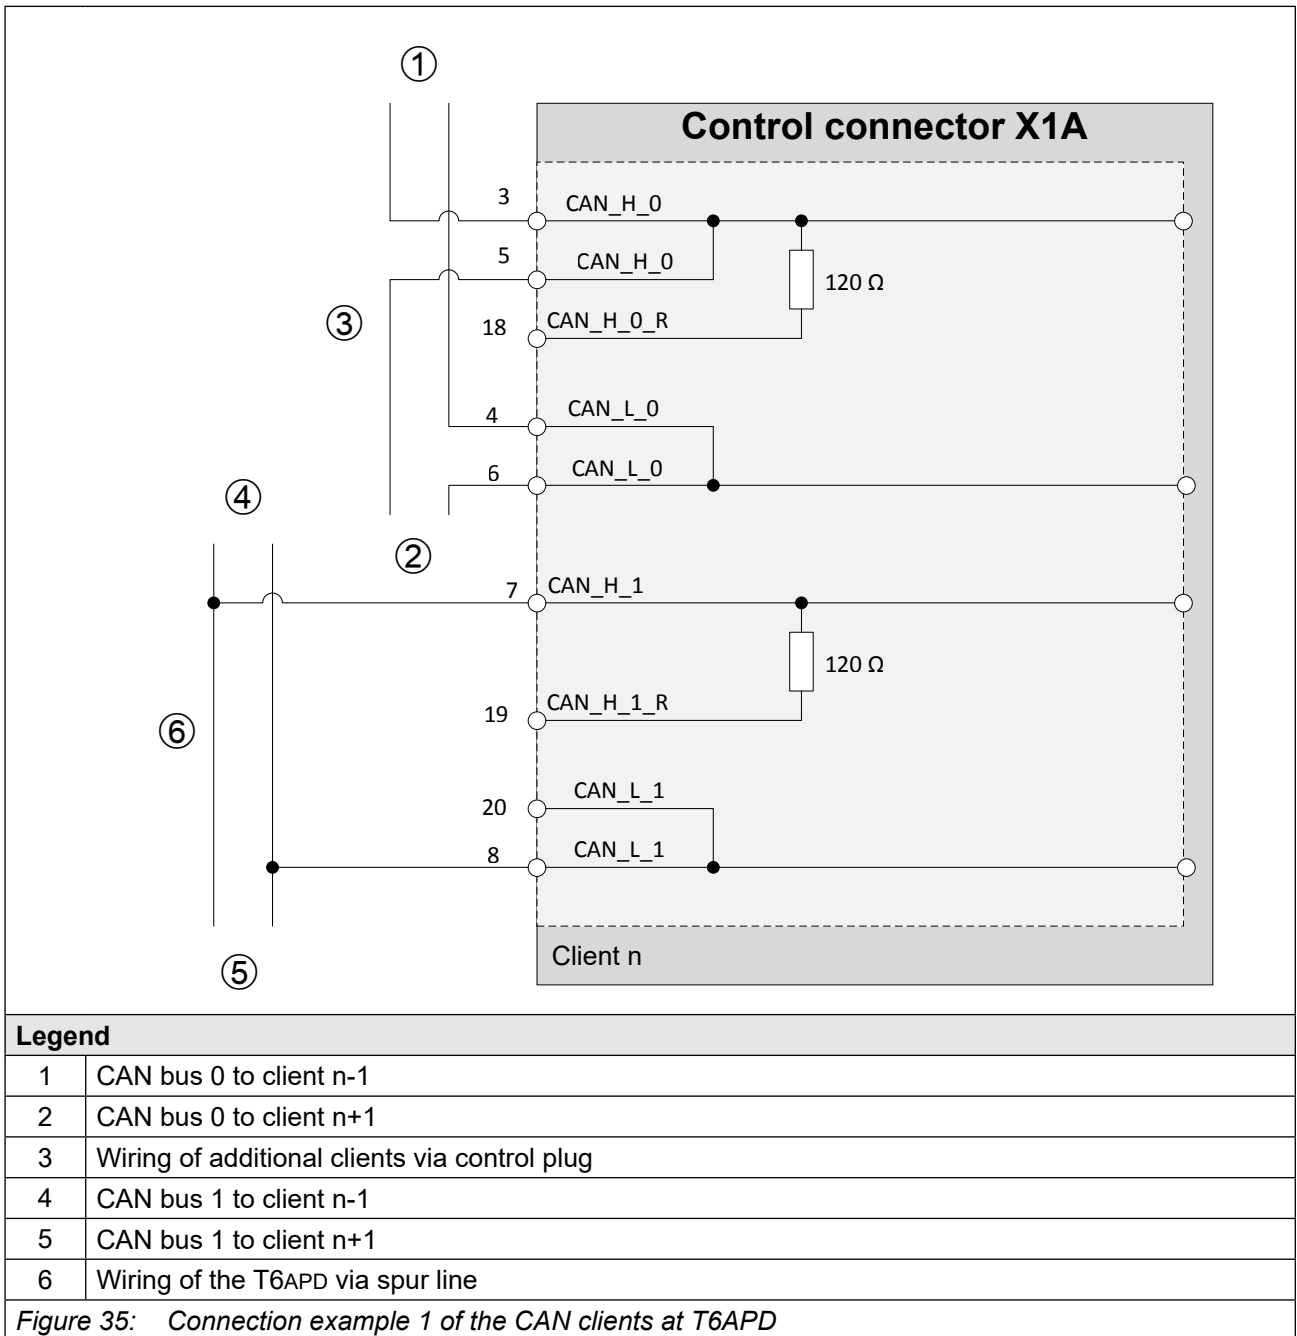 ①
Control connector X1A
3 CAN_H_0
5 CAN_H_0
120 Ω
③
18 CAN_H_0_R
4 CAN_L_0
6 CAN_L_0
④
②
7 CAN_H_1
120 Ω
⑥
19 CAN_H_1_R
20 CAN_L_1
8 CAN_L_1
Client n
⑤
Legend
1 CAN bus 0 to client n-1
2 CAN bus 0 to client n+1
3 Wiring of additional clients via control plug
4 CAN bus 1 to client n-1
5 CAN bus 1 to client n+1
6 Wiring of the T6APD via spur line
Figure 35: Connection example 1 of the CAN clients at T6APD